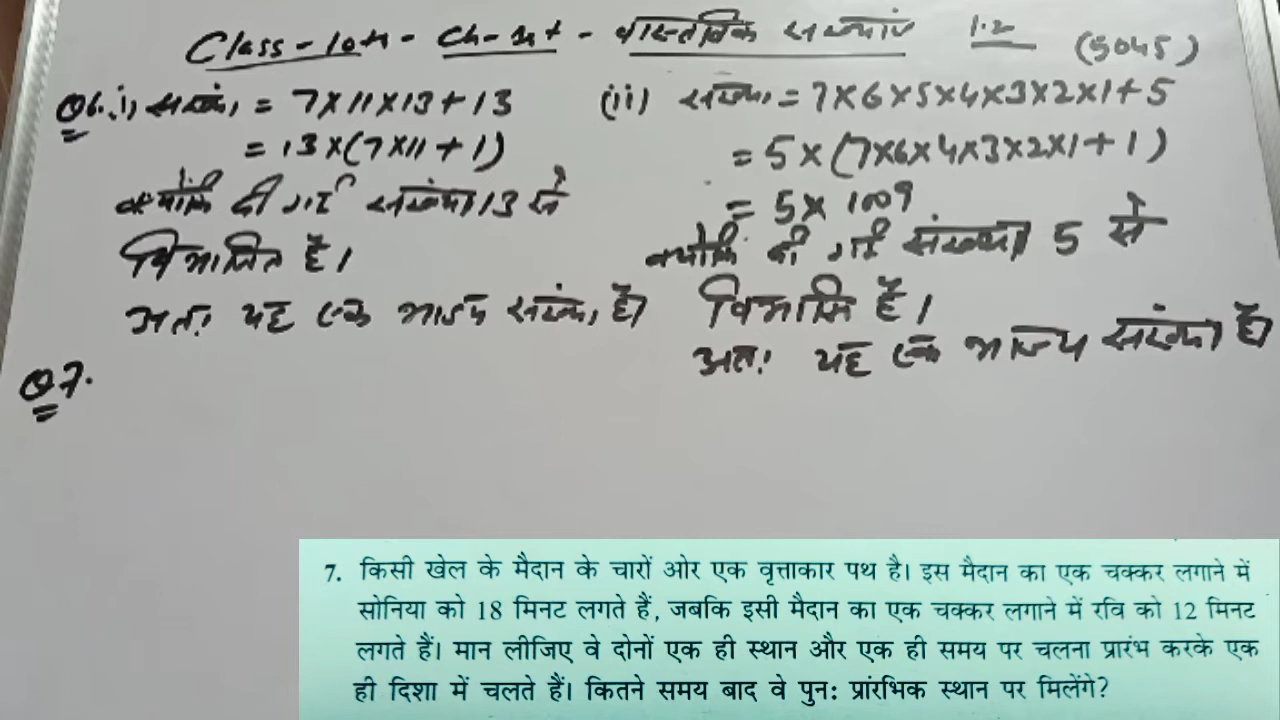 Class - 10th - Ch - 1st - वास्तविक संख्याएं 1.2 (5045)
Q6. i) संख्या = 7×11×13+13
= 13×(7×11+1)
क्योंकि दी गई संख्या 13 से
विभाजित है।
अतः यह एक भाज्य संख्या है।
(ii) संख्या = 7×6×5×4×3×2×1+5
= 5×(7×6×4×3×2×1+1)
= 5×1009
क्योंकि दी गई संख्या 5 से
विभाजि है।
अतः यह एक भाज्य संख्या है।
Q7.
7. किसी खेल के मैदान के चारों ओर एक वृत्ताकार पथ है। इस मैदान का एक चक्कर लगाने में
सोनिया को 18 मिनट लगते हैं, जबकि इसी मैदान का एक चक्कर लगाने में रवि को 12 मिनट
लगते हैं। मान लीजिए वे दोनों एक ही स्थान और एक ही समय पर चलना प्रारंभ करके एक
ही दिशा में चलते हैं। कितने समय बाद वे पुनः प्रारंभिक स्थान पर मिलेंगे?